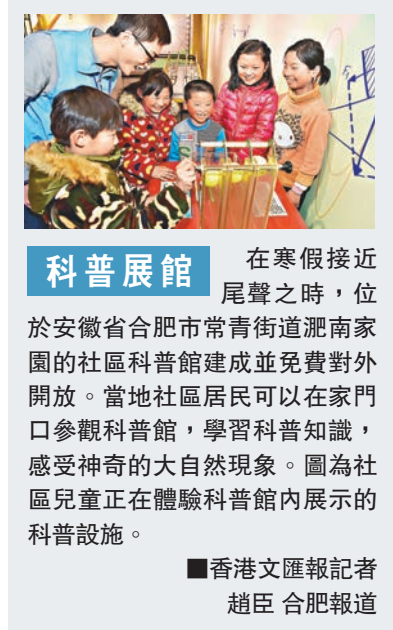 科普展館
在寒假接近
尾聲之時，位
於安徽省合肥市常青街道淝南家
園的社區科普館建成並免費對外
開放。當地社區居民可以在家門
口參觀科普館，學習科普知識，
感受神奇的大自然現象。圖為社
區兒童正在體驗科普館內展示的
科普設施。
■香港文匯報記者
趙臣 合肥報道